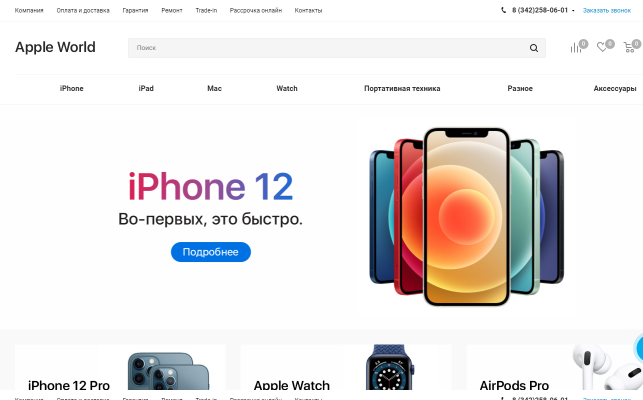 Компания Оплата и доставка Гарантия Ремонт Trade-in Рассрочка онлайн Контакты 8 (342)258-06-01 Заказать звонок
Apple World Поиск 0 0 0
iPhone iPad Mac Watch Портативная техника Разное Аксессуары
iPhone 12
Во-первых, это быстро.
Подробнее
iPhone 12 Pro Apple Watch AirPods Pro
Компания Оплата и доставка Гарантия Ремонт Trade-in Рассрочка онлайн Контакты 8 (342)258-06-01 Заказать звонок